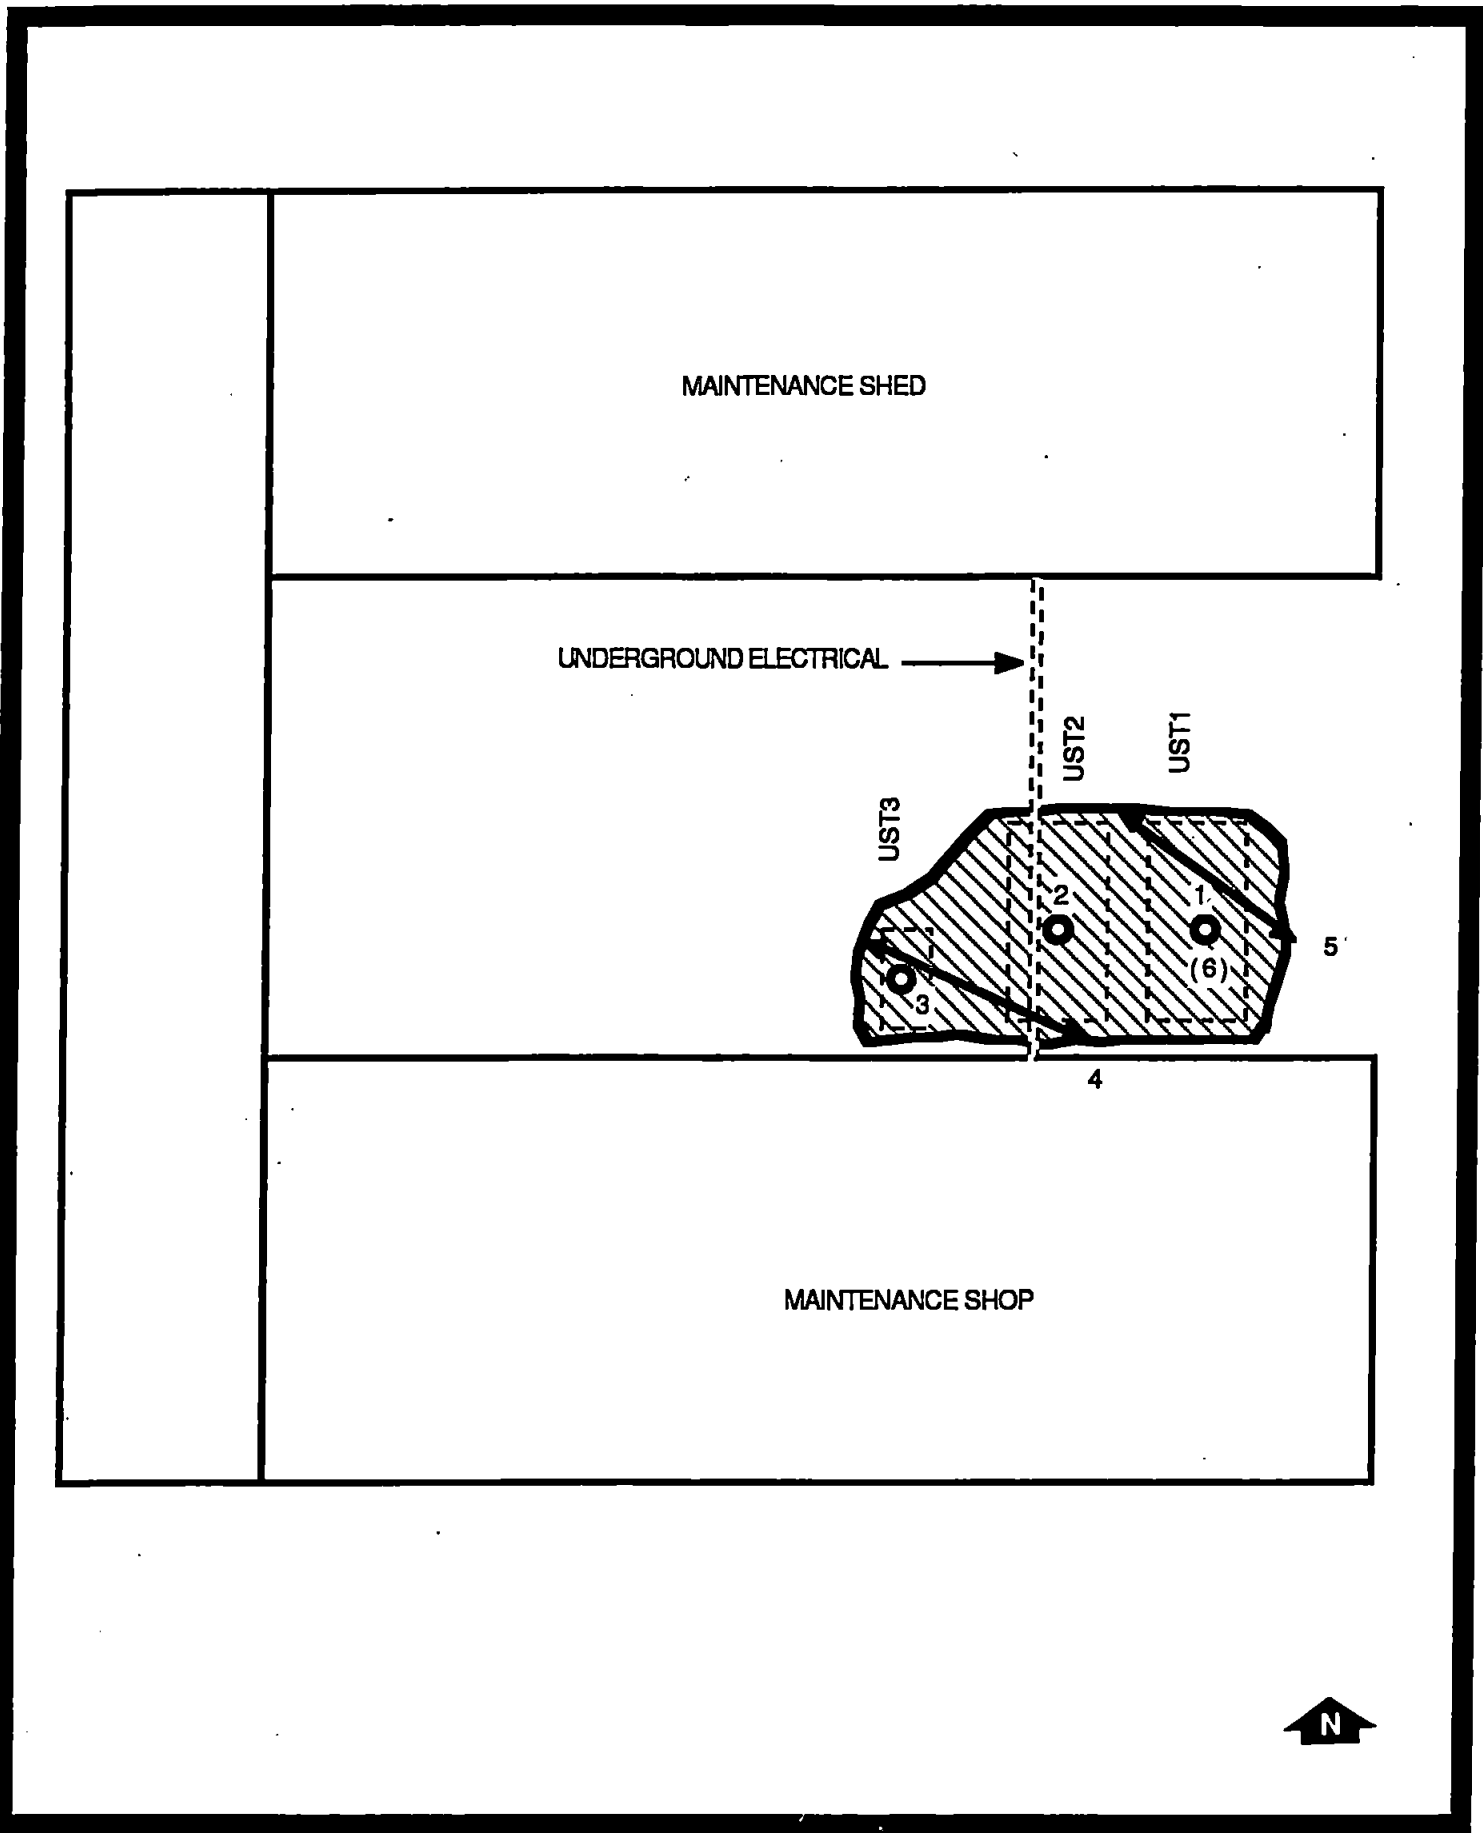 MAINTENANCE SHED
UNDERGROUND ELECTRICAL
UST2
UST1
UST3
2
1
5
(6)
3
4
MAINTENANCE SHOP
N